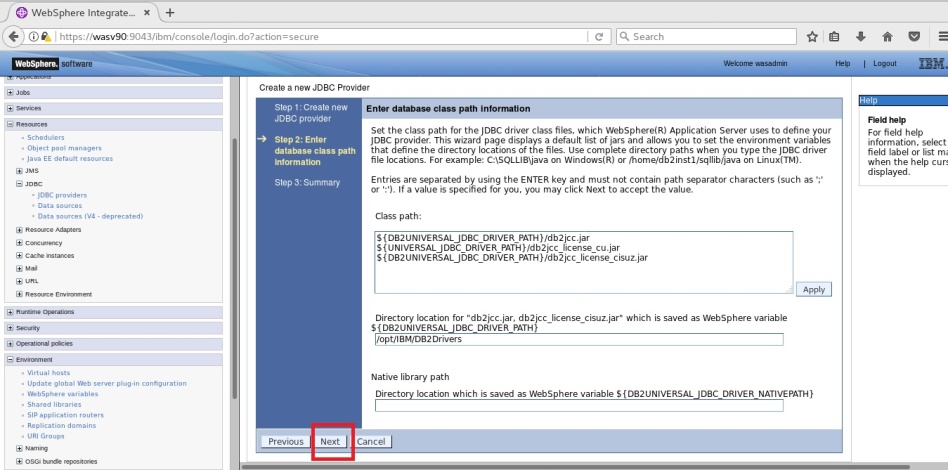 WebSphere Integrate...
https://wasv90:9043/ibm/console/login.do?action=secure
Search
WebSphere. software
Welcome wasadmin
Help | Logout
IBM.
Applications
Jobs
Services
Resources
Schedulers
Object pool managers
Java EE default resources
JMS
JDBC
JDBC providers
Data sources
Data sources (V4 - deprecated)
Resource Adapters
Concurrency
Cache instances
Mail
URL
Resource Environment
Runtime Operations
Security
Operational policies
Environment
Virtual hosts
Update global Web server plug-in configuration
WebSphere variables
Shared libraries
SIP application routers
Replication domains
URI Groups
Naming
OSGi bundle repositories
Create a new JDBC Provider
Step 1: Create new
JDBC provider
Step 2: Enter
database class path
information
Step 3: Summary
Enter database class path information
Set the class path for the JDBC driver class files, which WebSphere(R) Application Server uses to define your
JDBC provider. This wizard page displays a default list of jars and allows you to set the environment variables
that define the directory locations of the files. Use complete directory paths when you type the JDBC driver
file locations. For example: C:\SQLLIB\java on Windows(R) or /home/db2inst1/sqllib/java on Linux(TM).
Entries are separated by using the ENTER key and must not contain path separator characters (such as ';'
or ':'). If a value is specified for you, you may click Next to accept the value.
Class path:
${DB2UNIVERSAL_JDBC_DRIVER_PATH}/db2jcc.jar
${UNIVERSAL_JDBC_DRIVER_PATH}/db2jcc_license_cu.jar
${DB2UNIVERSAL_JDBC_DRIVER_PATH}/db2jcc_license_cisuz.jar
Apply
Directory location for "db2jcc.jar, db2jcc_license_cisuz.jar" which is saved as WebSphere variable
${DB2UNIVERSAL_JDBC_DRIVER_PATH}
/opt/IBM/DB2Drivers
Native library path
Directory location which is saved as WebSphere variable ${DB2UNIVERSAL_JDBC_DRIVER_NATIVEPATH}
Previous
Next
Cancel
Help
Field help
For field help
information, select
field label or list ma
when the help curs
displayed.